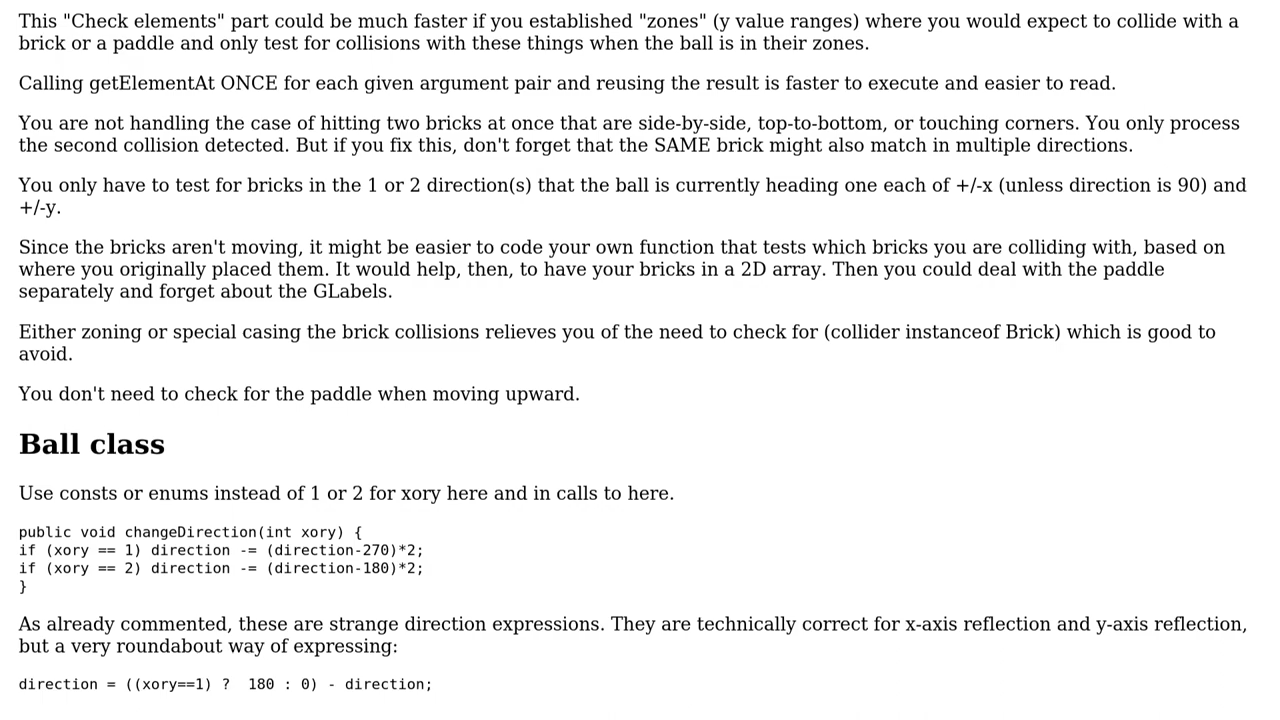 This "Check elements" part could be much faster if you established "zones" (y value ranges) where you would expect to collide with a
brick or a paddle and only test for collisions with these things when the ball is in their zones.
Calling getElementAt ONCE for each given argument pair and reusing the result is faster to execute and easier to read.
You are not handling the case of hitting two bricks at once that are side-by-side, top-to-bottom, or touching corners. You only process
the second collision detected. But if you fix this, don't forget that the SAME brick might also match in multiple directions.
You only have to test for bricks in the 1 or 2 direction(s) that the ball is currently heading one each of +/-x (unless direction is 90) and
+/-y.
Since the bricks aren't moving, it might be easier to code your own function that tests which bricks you are colliding with, based on
where you originally placed them. It would help, then, to have your bricks in a 2D array. Then you could deal with the paddle
separately and forget about the GLabels.
Either zoning or special casing the brick collisions relieves you of the need to check for (collider instanceof Brick) which is good to
avoid.
You don't need to check for the paddle when moving upward.
Ball class
Use consts or enums instead of 1 or 2 for xory here and in calls to here.
public void changeDirection(int xory) {
if (xory == 1) direction -= (direction-270)*2;
if (xory == 2) direction -= (direction-180)*2;
}
As already commented, these are strange direction expressions. They are technically correct for x-axis reflection and y-axis reflection,
but a very roundabout way of expressing:
direction = ((xory==1) ?  180 : 0) - direction;